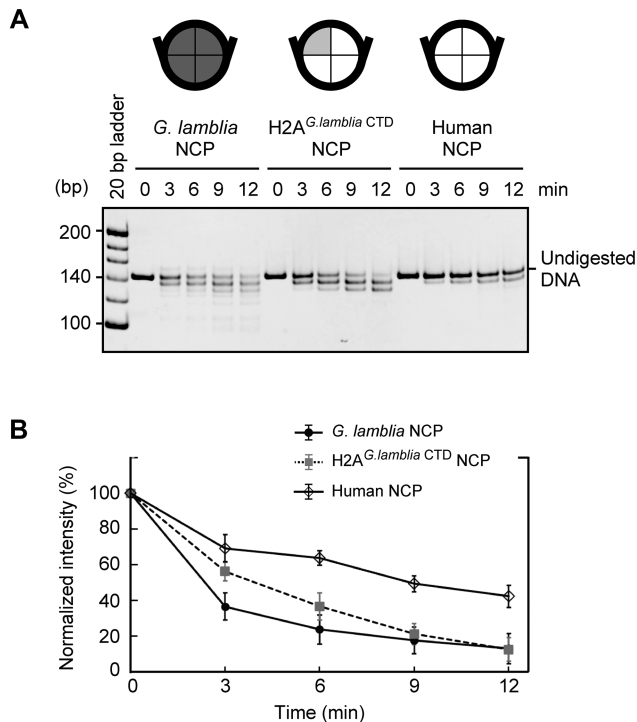 A
20 bp ladder
G. lamblia
NCP
H2A G.lamblia CTD
NCP
Human
NCP
(bp) 0 3 6 9 12 0 3 6 9 12 0 3 6 9 12 min
200
140
100
Undigested
DNA
B
G. lamblia NCP
H2A G.lamblia CTD NCP
Human NCP
Normalized intensity (%)
100
80
60
40
20
0
0 3 6 9 12
Time (min)